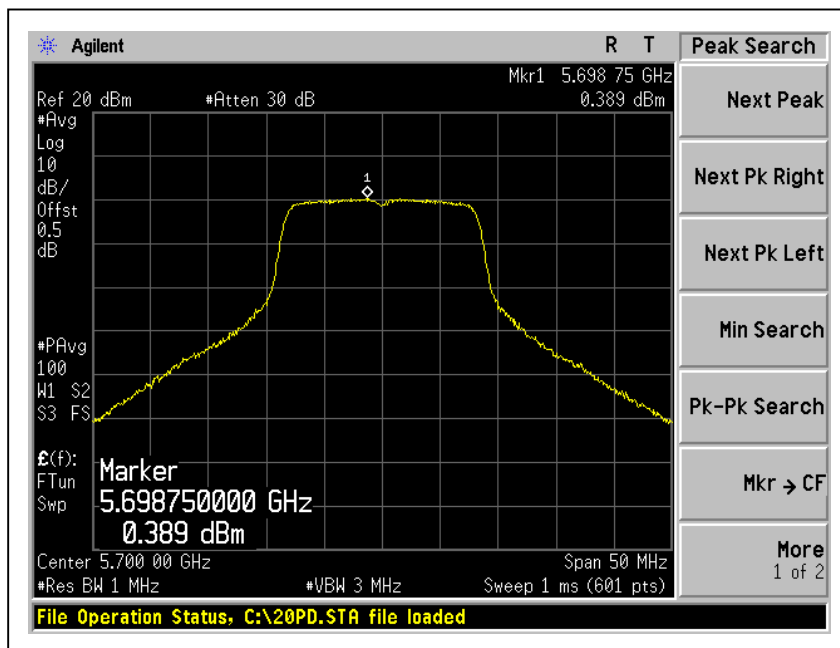 Agilent R T Peak Search
Mkr1 5.698 75 GHz
Ref 20 dBm #Atten 30 dB 0.389 dBm
#Avg
Log
10
dB/
Offst
0.5
dB
1
#PAvg
100
W1 S2
S3 FS
£(f):
FTun
Swp
Marker
5.698750000 GHz
0.389 dBm
Center 5.700 00 GHz Span 50 MHz
#Res BW 1 MHz #VBW 3 MHz Sweep 1 ms (601 pts)
File Operation Status, C:\20PD.STA file loaded
Next Peak
Next Pk Right
Next Pk Left
Min Search
Pk-Pk Search
Mkr → CF
More
1 of 2